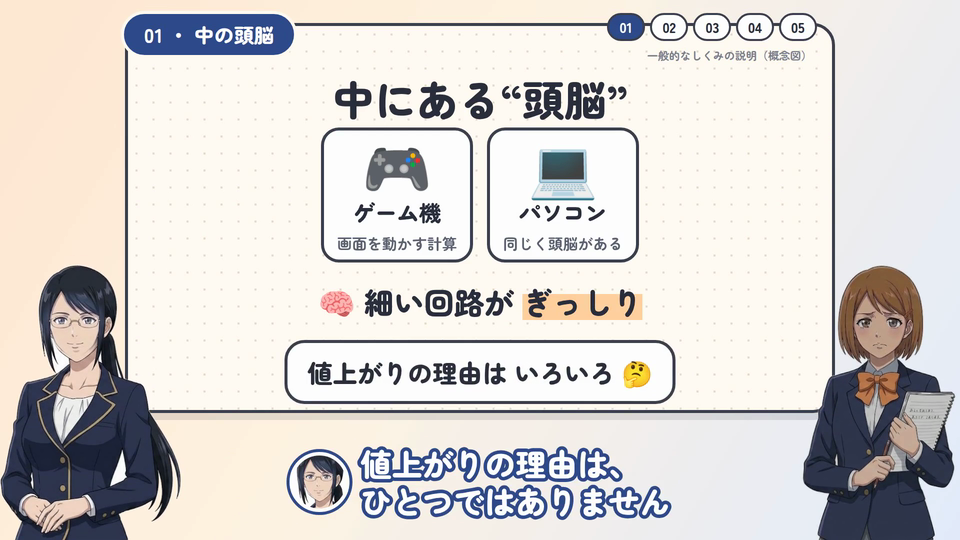 01 ・ 中の頭脳
01 02 03 04 05
一般的なしくみの説明（概念図）
中にある“頭脳”
ゲーム機
画面を動かす計算
パソコン
同じく頭脳がある
細い回路が ぎっしり
値上がりの理由は いろいろ
値上がりの理由は、
ひとつではありません